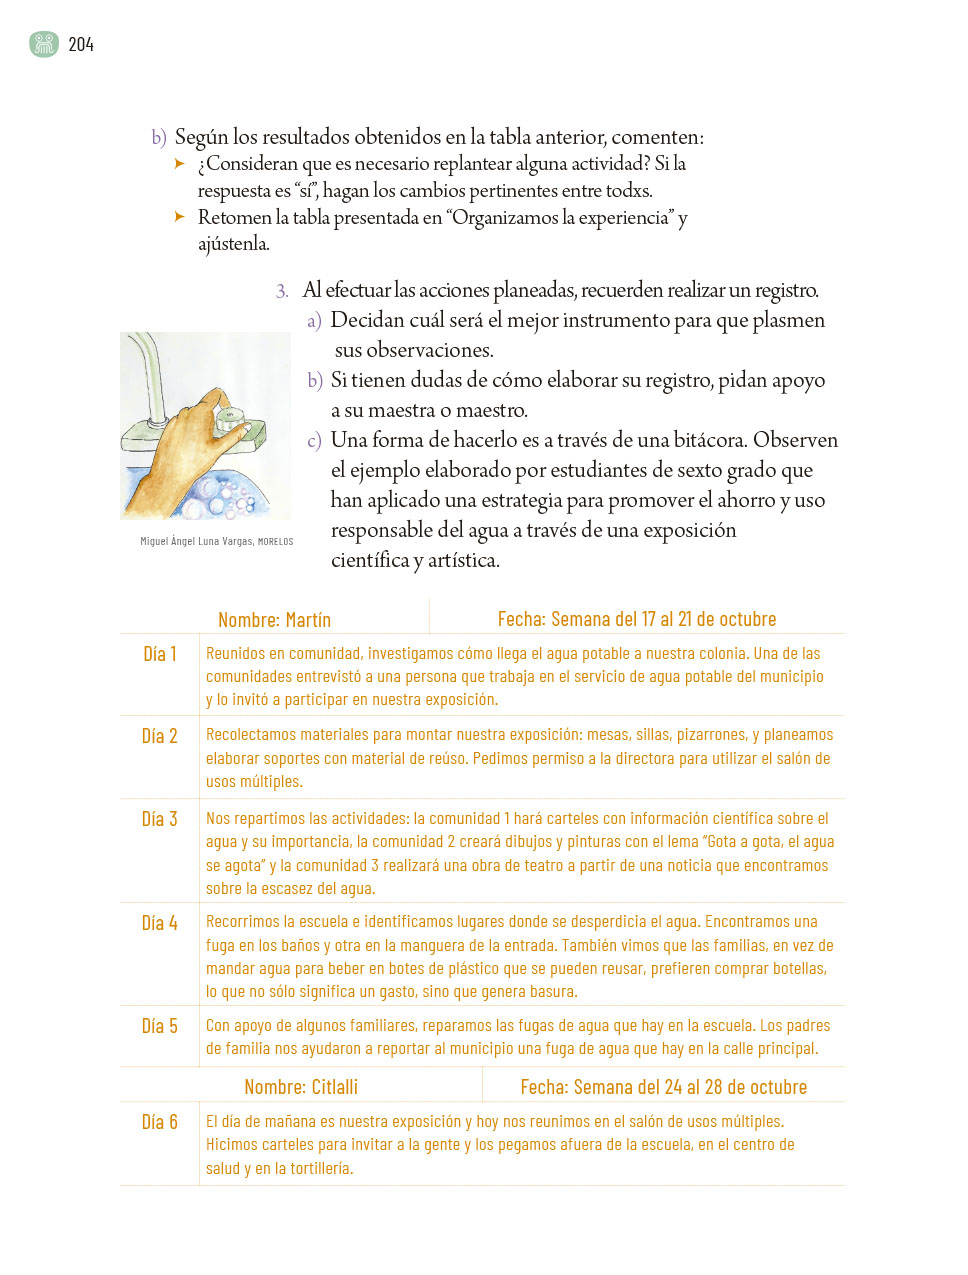 204
b) Según los resultados obtenidos en la tabla anterior, comenten:
➤ ¿Consideran que es necesario replantear alguna actividad? Si la
respuesta es “sí”, hagan los cambios pertinentes entre todxs.
➤ Retomen la tabla presentada en “Organizamos la experiencia” y
ajústenla.
3. Al efectuar las acciones planeadas, recuerden realizar un registro.
a) Decidan cuál será el mejor instrumento para que plasmen
sus observaciones.
b) Si tienen dudas de cómo elaborar su registro, pidan apoyo
a su maestra o maestro.
c) Una forma de hacerlo es a través de una bitácora. Observen
el ejemplo elaborado por estudiantes de sexto grado que
han aplicado una estrategia para promover el ahorro y uso
responsable del agua a través de una exposición
científica y artística.
Miguel Ángel Luna Vargas, MORELOS
Nombre: Martín Fecha: Semana del 17 al 21 de octubre
Día 1 Reunidos en comunidad, investigamos cómo llega el agua potable a nuestra colonia. Una de las
comunidades entrevistó a una persona que trabaja en el servicio de agua potable del municipio
y lo invitó a participar en nuestra exposición.
Día 2 Recolectamos materiales para montar nuestra exposición: mesas, sillas, pizarrones, y planeamos
elaborar soportes con material de reúso. Pedimos permiso a la directora para utilizar el salón de
usos múltiples.
Día 3 Nos repartimos las actividades: la comunidad 1 hará carteles con información científica sobre el
agua y su importancia, la comunidad 2 creará dibujos y pinturas con el lema “Gota a gota, el agua
se agota” y la comunidad 3 realizará una obra de teatro a partir de una noticia que encontramos
sobre la escasez del agua.
Día 4 Recorrimos la escuela e identificamos lugares donde se desperdicia el agua. Encontramos una
fuga en los baños y otra en la manguera de la entrada. También vimos que las familias, en vez de
mandar agua para beber en botes de plástico que se pueden reusar, prefieren comprar botellas,
lo que no sólo significa un gasto, sino que genera basura.
Día 5 Con apoyo de algunos familiares, reparamos las fugas de agua que hay en la escuela. Los padres
de familia nos ayudaron a reportar al municipio una fuga de agua que hay en la calle principal.
Nombre: Citlalli Fecha: Semana del 24 al 28 de octubre
Día 6 El día de mañana es nuestra exposición y hoy nos reunimos en el salón de usos múltiples.
Hicimos carteles para invitar a la gente y los pegamos afuera de la escuela, en el centro de
salud y en la tortillería.